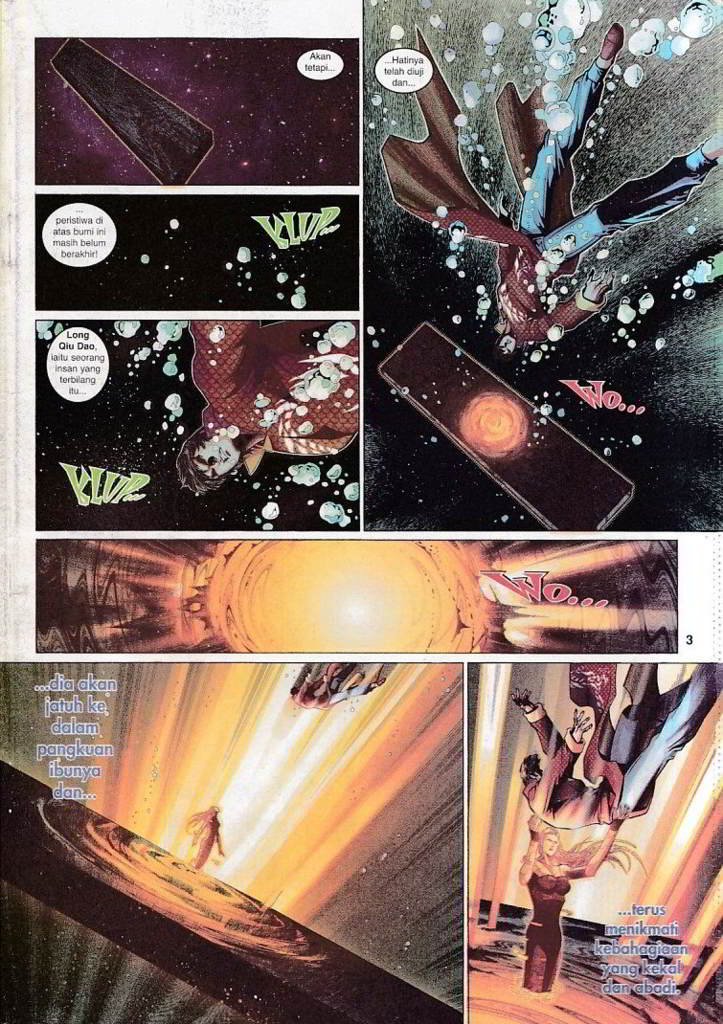 Akan
tetapi...
...
peristiwa di
atas bumi ini
masih belum
berakhir!
KLUP...
Long
Qiu Dao,
iaitu seorang
insan yang
terbilang
itu...
KLUP...
...Hatinya
telah diuji
dan...
WO...
WO...
3
...dia akan
jatuh ke
dalam
pangkuan
ibunya
dan...
...terus
menikmati
kebahagiaan
yang kekal
dan abadi.